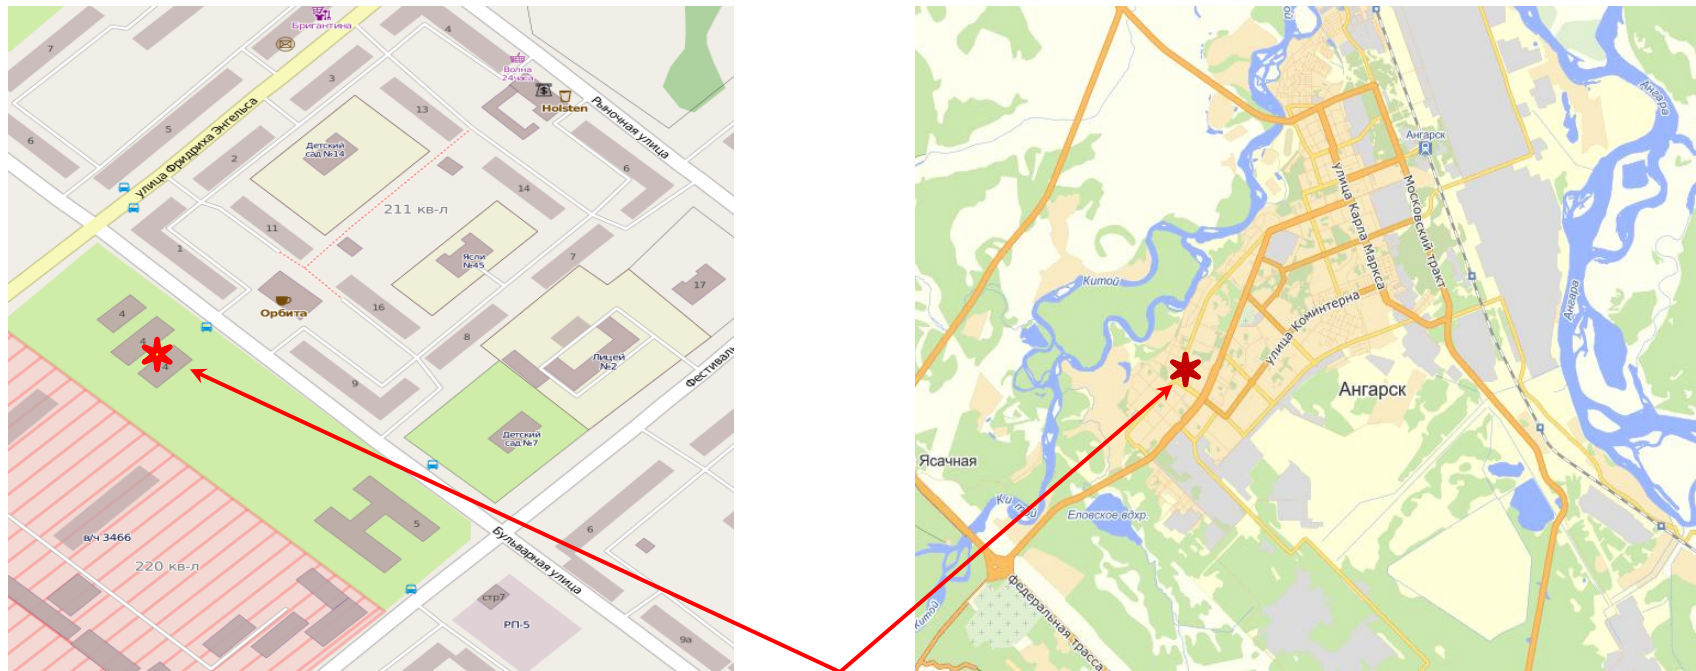 Бригантина
7
4
3
Волна
24 часа
$
Holsten
13
Рыночная улица
улица Фридриха Энгельса
5
6
2
Детский
сад №14
6
14
211 кв-л
11
1
Ясли
№45
7
17
Орбита
16
4
4
4
8
Лицей
№2
9
Фестиваль
Детский
сад №7
5
6
Бульварная улица
в/ч 3466
220 кв-л
стр7
РП-5
9а
Ангара
Ангарск
улица Карла Маркса
Московский тракт
Китой
Ангара
улица Коминтерна
Ангарск
Ясачная
Китой
Еловское вдхр.
Китой
федеральная трасса